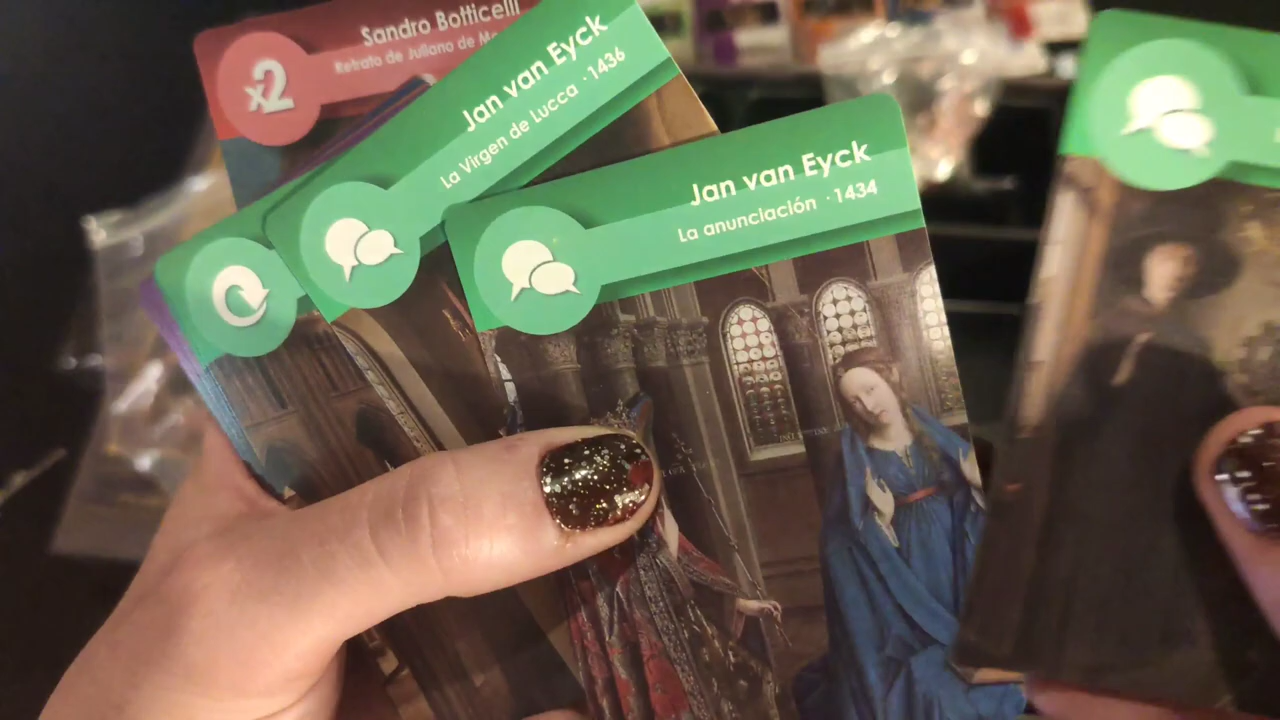 Sandro Botticelli
Retrato de Juliano de
x2
Jan van Eyck
La Virgen de Lucca · 1436
Jan van Eyck
La anunciación · 1434